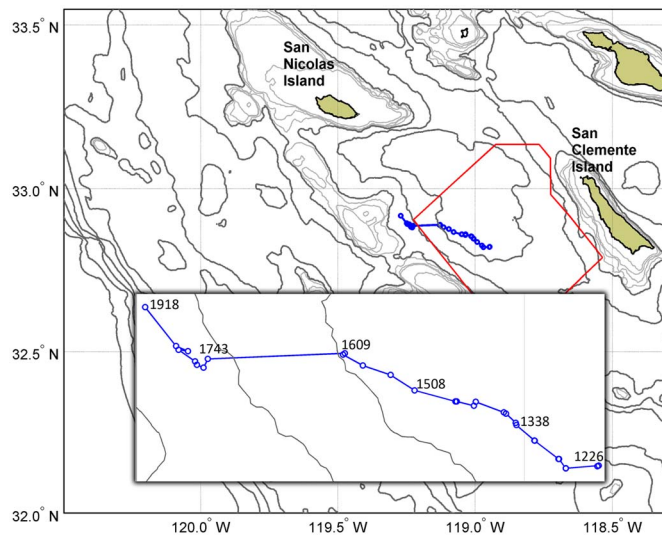 33.5° N
San
Nicolas
Island
San
Clemente
Island
33.0° N
1918
1743
1609
1508
1338
1226
32.5° N
32.0° N
120.0° W
119.5° W
119.0° W
118.5° W